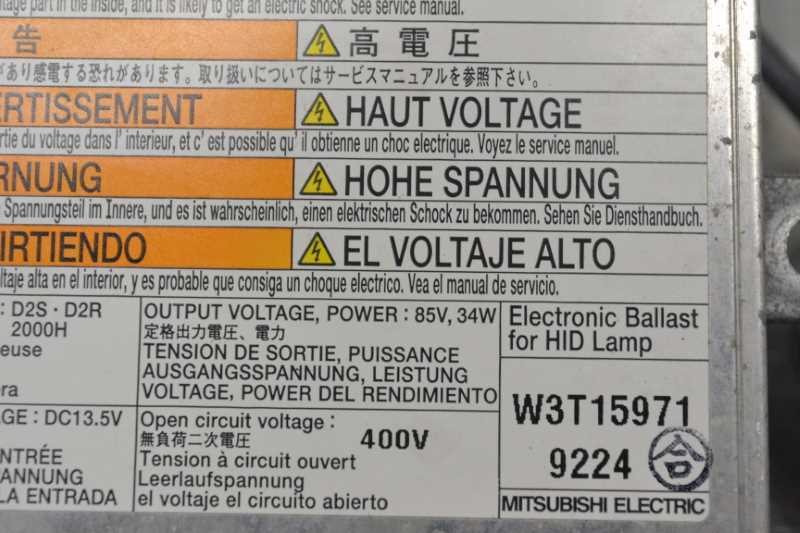 tage part in the inside, and it is likely to get an electric shock. See service manual.
告 高電圧
があり感電する恐れがあります。取り扱いについてはサービスマニュアルを参照下さい。
ERTISSEMENT HAUT VOLTAGE
rtie du voltage dans l' interieur, et c' est possible qu' il obtienne un choc electrique. Voyez le service manuel.
RNUNG HOHE SPANNUNG
Spannungsteil im Innere, und es ist wahrscheinlich, einen elektrischen Schock zu bekommen. Sehen Sie Diensthandbuch.
IRTIENDO EL VOLTAJE ALTO
taje alta en el interior, y es probable que consiga un choque electrico. Vea el manual de servicio.
: D2S・D2R
2000H
euse
era
OUTPUT VOLTAGE, POWER : 85V, 34W
定格出力電圧、電力
TENSION DE SORTIE, PUISSANCE
AUSGANGSSPANNUNG, LEISTUNG
VOLTAGE, POWER DEL RENDIMIENTO
Electronic Ballast
for HID Lamp
AGE : DC13.5V
NTRÉE
PANNUNG
LA ENTRADA
Open circuit voltage :
無負荷二次電圧 400V
Tension à circuit ouvert
Leerlaufspannung
el voltaje el circuito abierto
W3T15971
9224 合
MITSUBISHI ELECTRIC